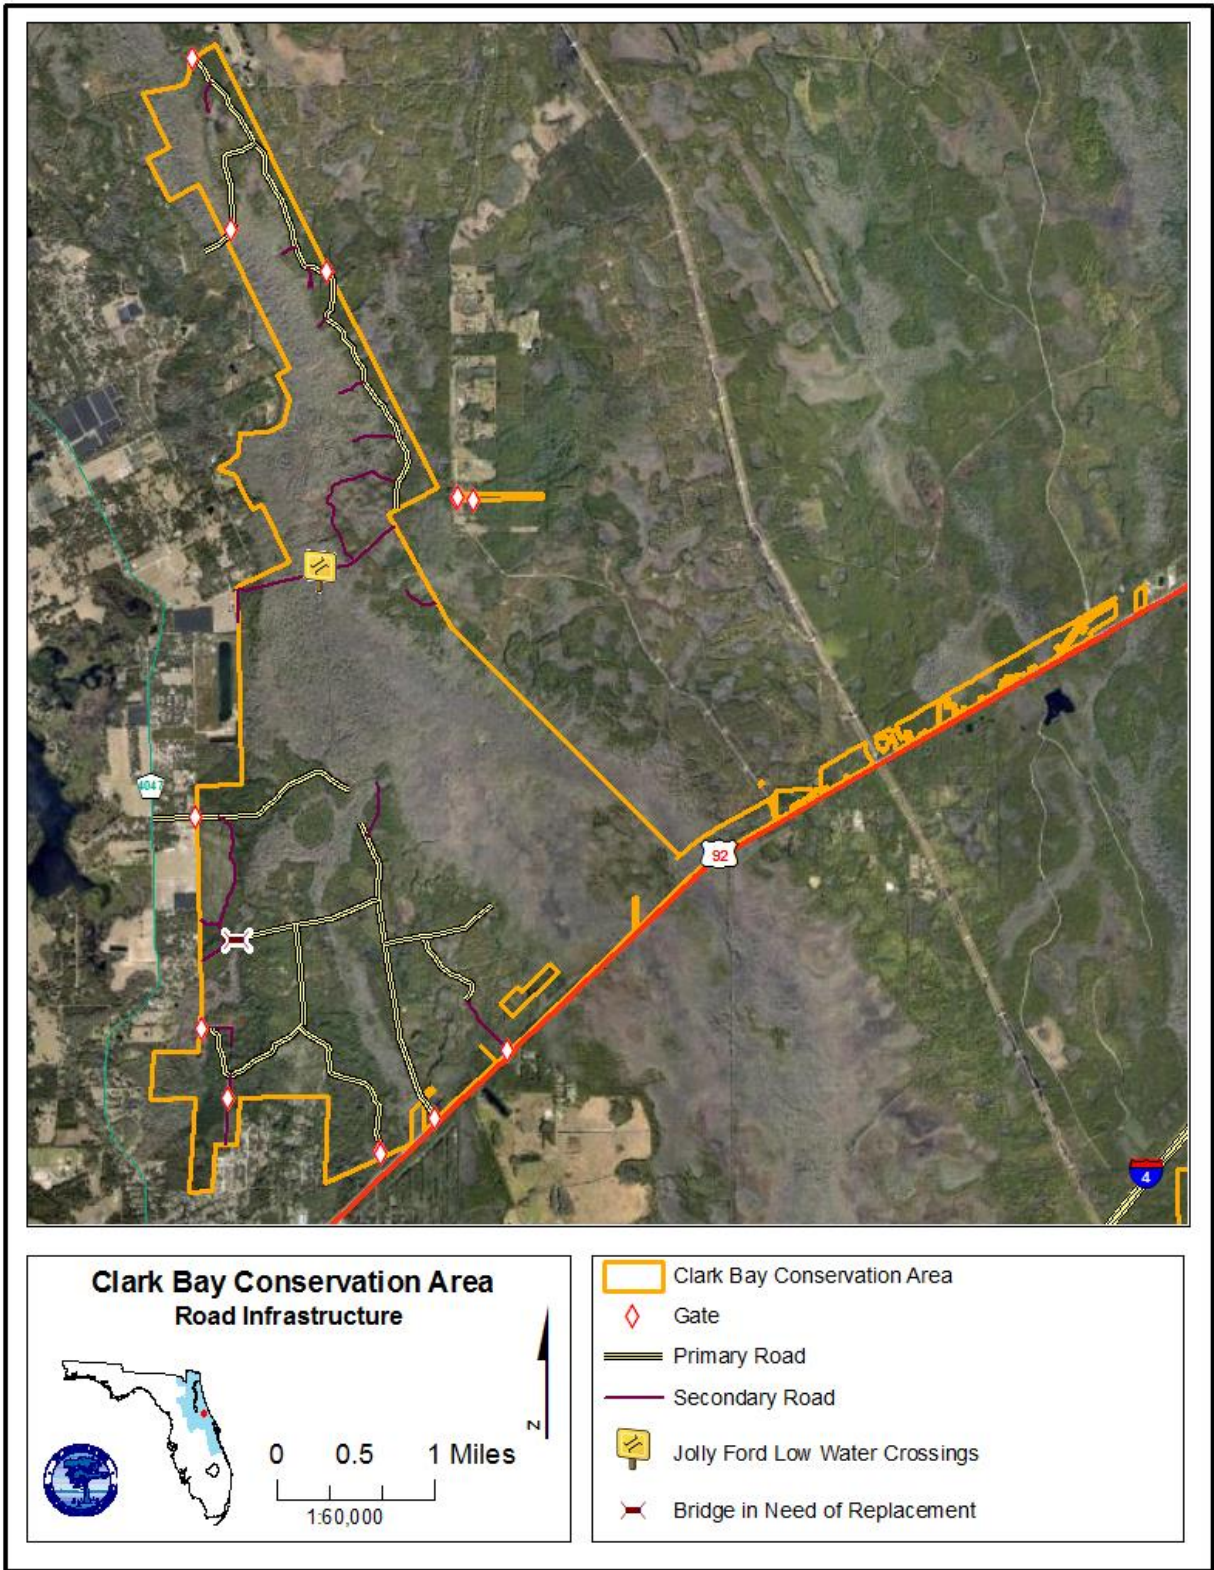 4047
92
4
Clark Bay Conservation Area
Road Infrastructure
N
0 0.5 1 Miles
1:60,000
Clark Bay Conservation Area
Gate
Primary Road
Secondary Road
Jolly Ford Low Water Crossings
Bridge in Need of Replacement